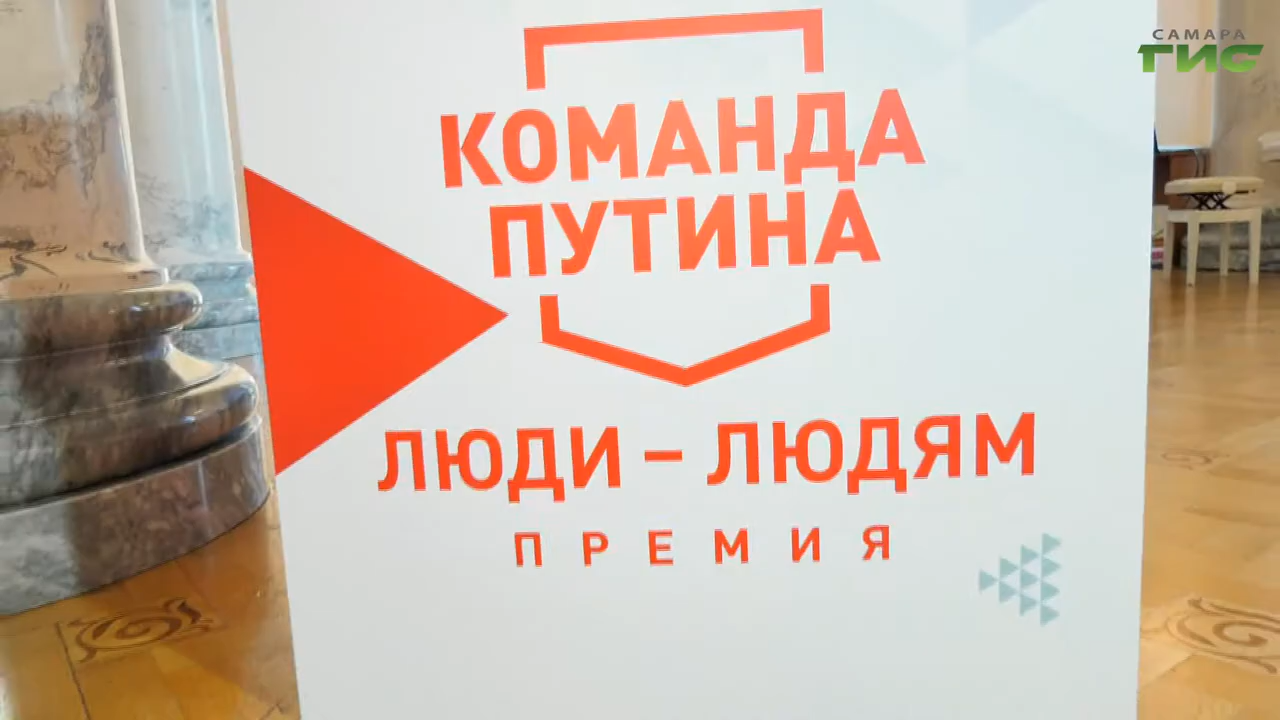 САМАРА
ГИС
КОМАНДА
ПУТИНА
ЛЮДИ – ЛЮДЯМ
ПРЕМИЯ